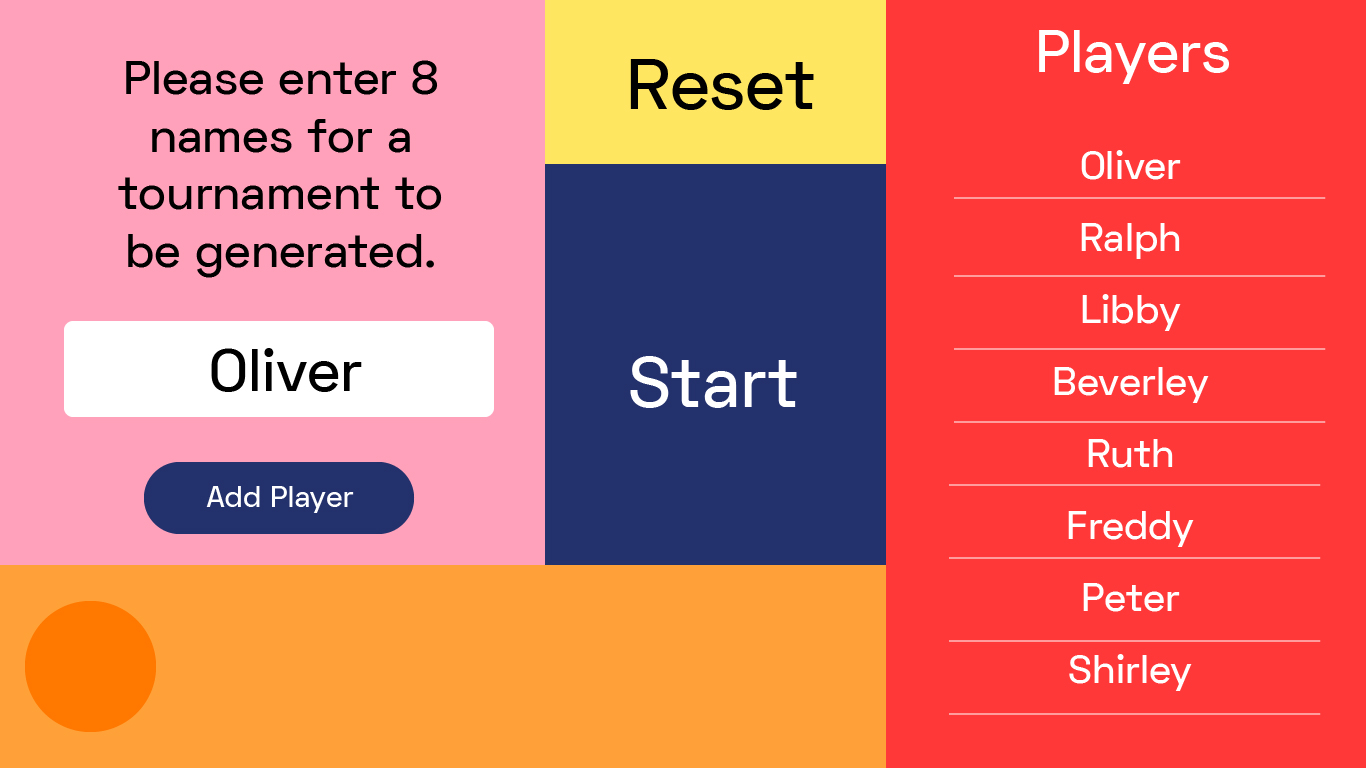 Please enter 8
names for a
tournament to
be generated.
Oliver
Add Player
Reset
Start
Players
Oliver
Ralph
Libby
Beverley
Ruth
Freddy
Peter
Shirley